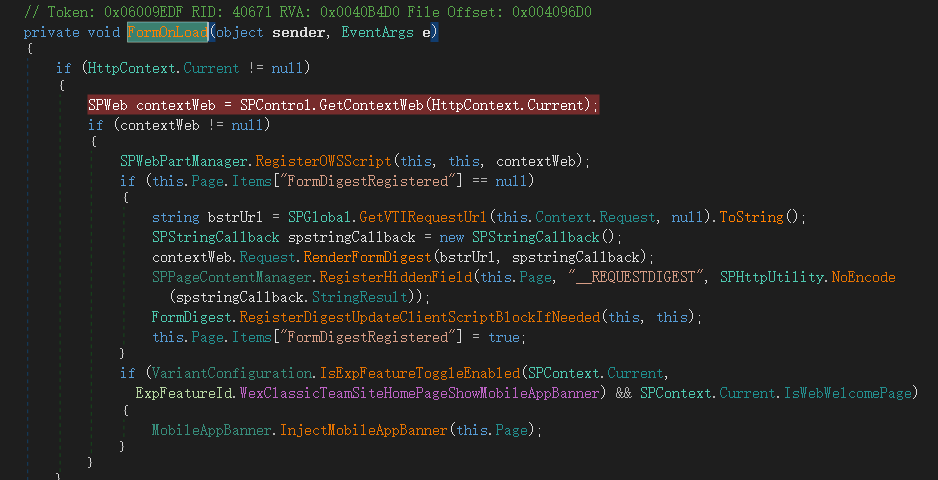 // Token: 0x06009EDF RID: 40671 RVA: 0x0040B4D0 File Offset: 0x004096D0
private void FormOnLoad(object sender, EventArgs e)
{
if (HttpContext.Current != null)
{
SPWeb contextWeb = SPControl.GetContextWeb(HttpContext.Current);
if (contextWeb != null)
{
SPWebPartManager.RegisterOWSScript(this, this, contextWeb);
if (this.Page.Items["FormDigestRegistered"] == null)
{
string bstrUrl = SPGlobal.GetVTIRequestUrl(this.Context.Request, null).ToString();
SPStringCallback spstringCallback = new SPStringCallback();
contextWeb.Request.RenderFormDigest(bstrUrl, spstringCallback);
SPPageContentManager.RegisterHiddenField(this.Page, "__REQUESTDIGEST", SPHttpUtility.NoEncode
(spstringCallback.StringResult));
FormDigest.RegisterDigestUpdateClientScriptBlockIfNeeded(this, this);
this.Page.Items["FormDigestRegistered"] = true;
}
if (VariantConfiguration.IsExpFeatureToggleEnabled(SPContext.Current,
ExpFeatureId.WexClassicTeamSiteHomePageShowMobileAppBanner) && SPContext.Current.IsWebWelcomePage)
{
MobileAppBanner.InjectMobileAppBanner(this.Page);
}
}
}